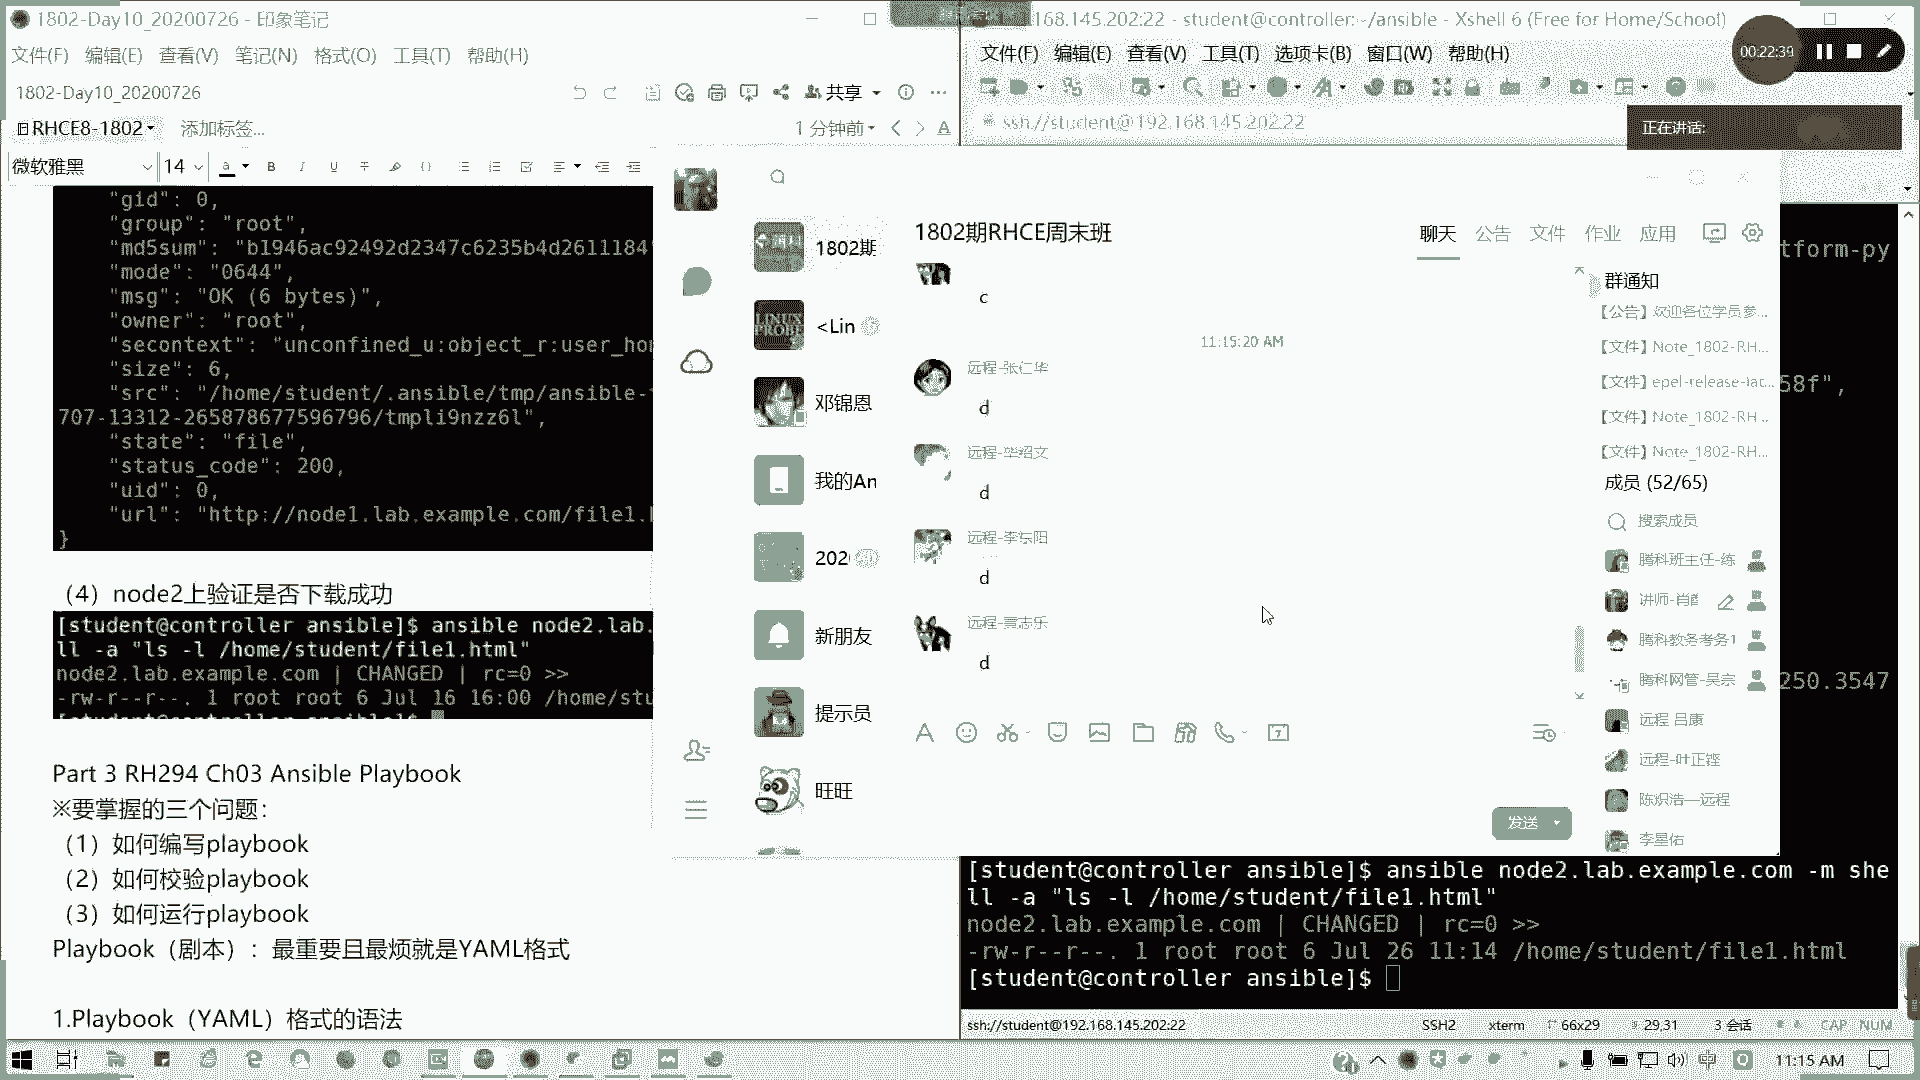 1802-Day10_20200726 - 印象笔记
文件(F) 编辑(E) 查看(V) 笔记(N) 格式(O) 工具(T) 帮助(H)
1802-Day10_20200726
共享
RHCE8-1802
添加标签...
1 分钟前
微软雅黑
14
"gid": 0,
"group": "root",
"md5sum": "b1946ac92492d2347c6235b4d2611184"
"mode": "0644",
"msg": "OK (6 bytes)",
"owner": "root",
"secontext": "unconfined_u:object_r:user_ho
"size": 6,
"src": "/home/student/.ansible/tmp/ansible-
707-13312-265878677596796/tmpli9nzz6l",
"state": "file",
"status_code": 200,
"uid": 0,
"url": "http://node1.lab.example.com/file1.
}
（4）node2上验证是否下载成功
[student@controller ansible]$ ansible node2.lab.
ll -a "ls -l /home/student/file1.html"
node2.lab.example.com | CHANGED | rc=0 >>
-rw-r--r--. 1 root root 6 Jul 16 16:00 /home/stu
Part 3 RH294 Ch03 Ansible Playbook
※要掌握的三个问题：
（1）如何编写playbook
（2）如何校验playbook
（3）如何运行playbook
Playbook（剧本）：最重要且最烦就是YAML格式
1.Playbook（YAML）格式的语法
168.145.202:22 - student@controller:~/ansible - Xshell 6 (Free for Home/School)
文件(F) 编辑(E) 查看(V) 工具(T) 选项卡(B) 窗口(W) 帮助(H)
00:22:39
ssh://student@192.168.145.202:22
正在讲话:
1802期
<Lin
邓锦恩
我的An
202
新朋友
提示员
旺旺
1802期RHCE周末班
聊天 公告 文件 作业 应用
c
11:15:20 AM
远程-张仁华
d
d
远程-李东阳
d
远程-贾志乐
d
发送
群通知
【公告】欢迎各位学员参...
【文件】Note_1802-RH...
【文件】epel-release-lat...
【文件】Note_1802-RH...
【文件】Note_1802-RH...
成员 (52/65)
搜索成员
腾科班主任-练
腾科教务考务1
腾科网管-吴宗
远程 吕康
远程-叶正铿
陈炽浩—远程
李星佑
tform-py
58f",
250.3547
[student@controller ansible]$ ansible node2.lab.example.com -m she
ll -a "ls -l /home/student/file1.html"
node2.lab.example.com | CHANGED | rc=0 >>
-rw-r--r--. 1 root root 6 Jul 26 11:14 /home/student/file1.html
[student@controller ansible]$
ssh://student@192.168.145.202:22
SSH2 xterm 66x29 29,31 3 会话 CAP NUM
中
11:15 AM